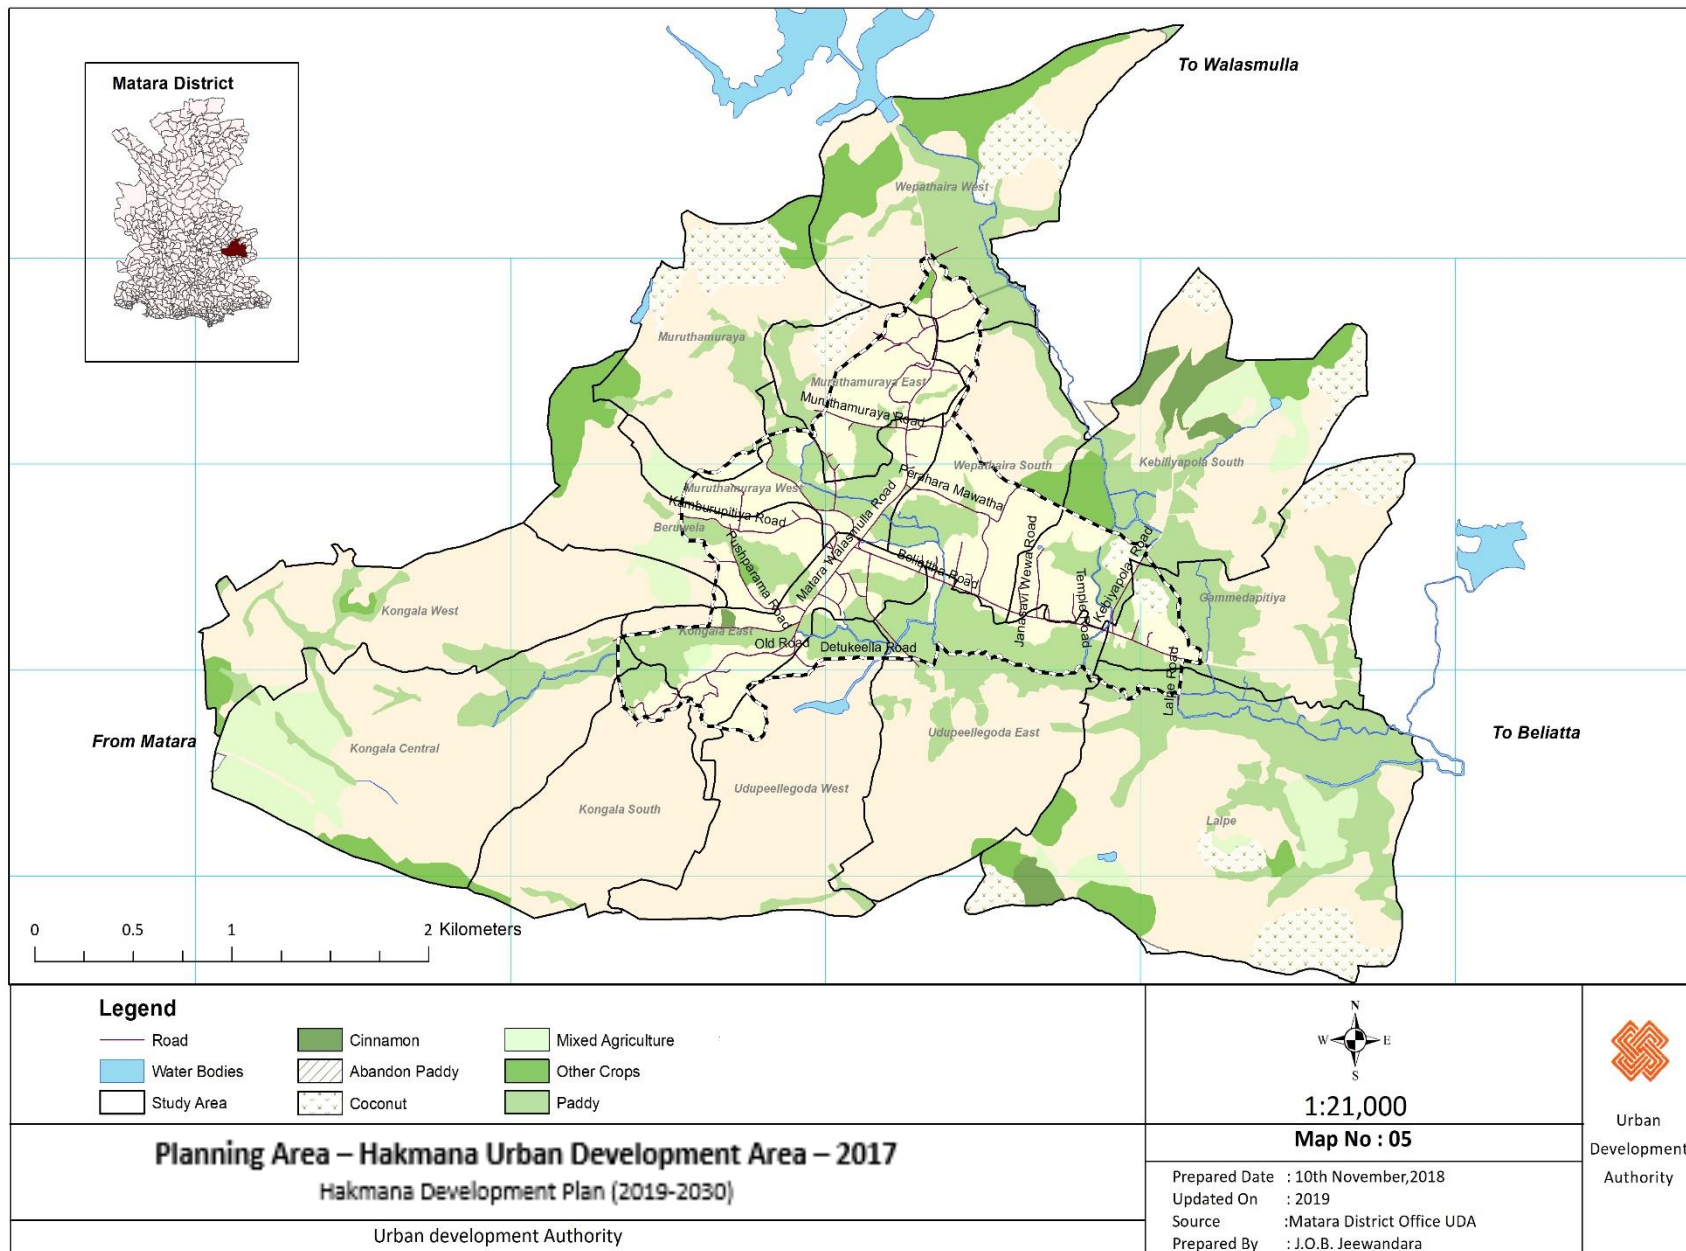 Matara District
To Walasmulla
Wepathaira West
Muruthamuraya
Muruthamuraya East
Muruthamuraya Road
Wepathaira South
Kebiliyapola South
Perahara Mawatha
Muruthamuraya West
Kamburupitiya Road
Beruwela
Pushparama Road
Matara Walasmulla Road
Beliattha Road
Janasavi Wewa Road
Temple Road
Kebiyapola Road
Gammedapitiya
Kongala West
Kongala East
Old Road
Detukeella Road
Lalpe Road
From Matara
Kongala Central
Udupeellegoda East
To Beliatta
Udupeellegoda West
Kongala South
Lalpe
0 0.5 1 2 Kilometers
Legend
Road
Water Bodies
Study Area
Cinnamon
Abandon Paddy
Coconut
Mixed Agriculture
Other Crops
Paddy
N
W E
S
1:21,000
Map No : 05
Planning Area – Hakmana Urban Development Area – 2017
Hakmana Development Plan (2019-2030)
Urban development Authority
Prepared Date : 10th November,2018
Updated On : 2019
Source :Matara District Office UDA
Prepared By : J.O.B. Jeewandara
Urban
Development
Authority